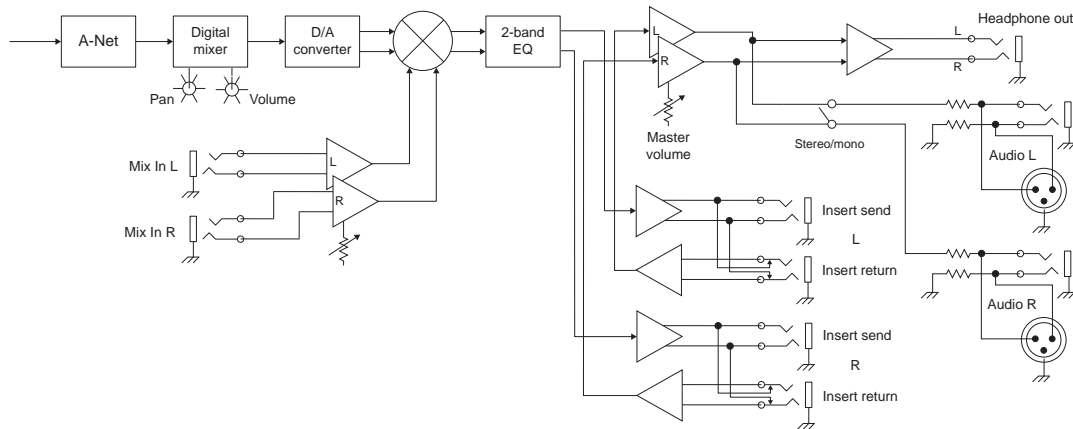 A-Net
Digital
mixer
D/A
converter
2-band
EQ
Pan
Volume
Mix In L
Mix In R
L
R
L
R
Master
volume
Stereo/mono
L
R
Headphone out
Audio L
Insert send
L
Insert return
Audio R
Insert send
R
Insert return